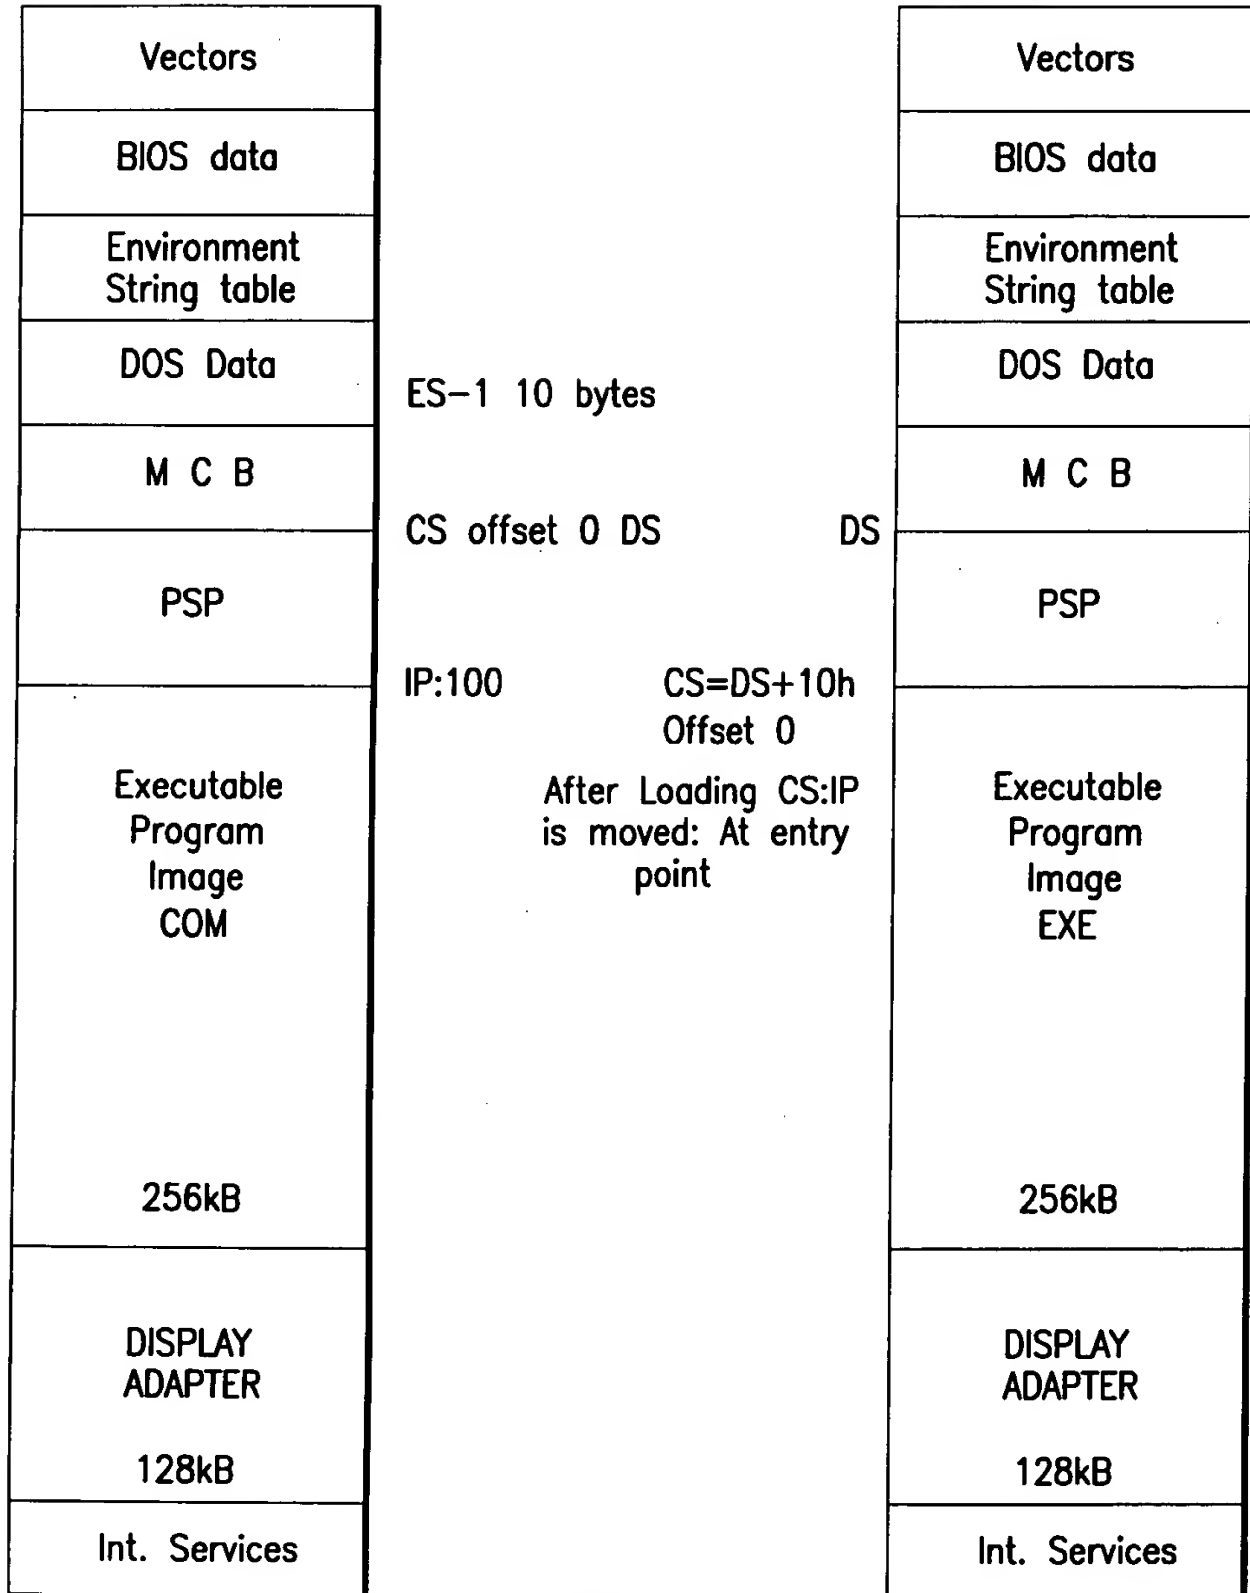 Vectors
BIOS data
Environment
String table
DOS Data
M C B
PSP
Executable
Program
Image
COM
256kB
DISPLAY
ADAPTER
128kB
Int. Services
ES-1 10 bytes
CS offset 0 DS
IP:100
DS
CS=DS+10h
Offset 0
After Loading CS:IP
is moved: At entry
point
Vectors
BIOS data
Environment
String table
DOS Data
M C B
PSP
Executable
Program
Image
EXE
256kB
DISPLAY
ADAPTER
128kB
Int. Services